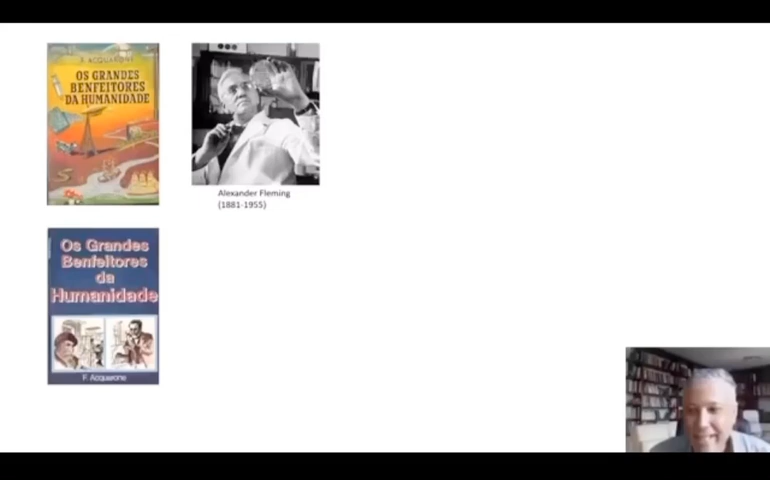 F. ACQUARONE
OS GRANDES
BENFEITORES
DA HUMANIDADE
Alexander Fleming
(1881-1955)
Os Grandes
Benfeitores
da
Humanidade
F. Acquarone